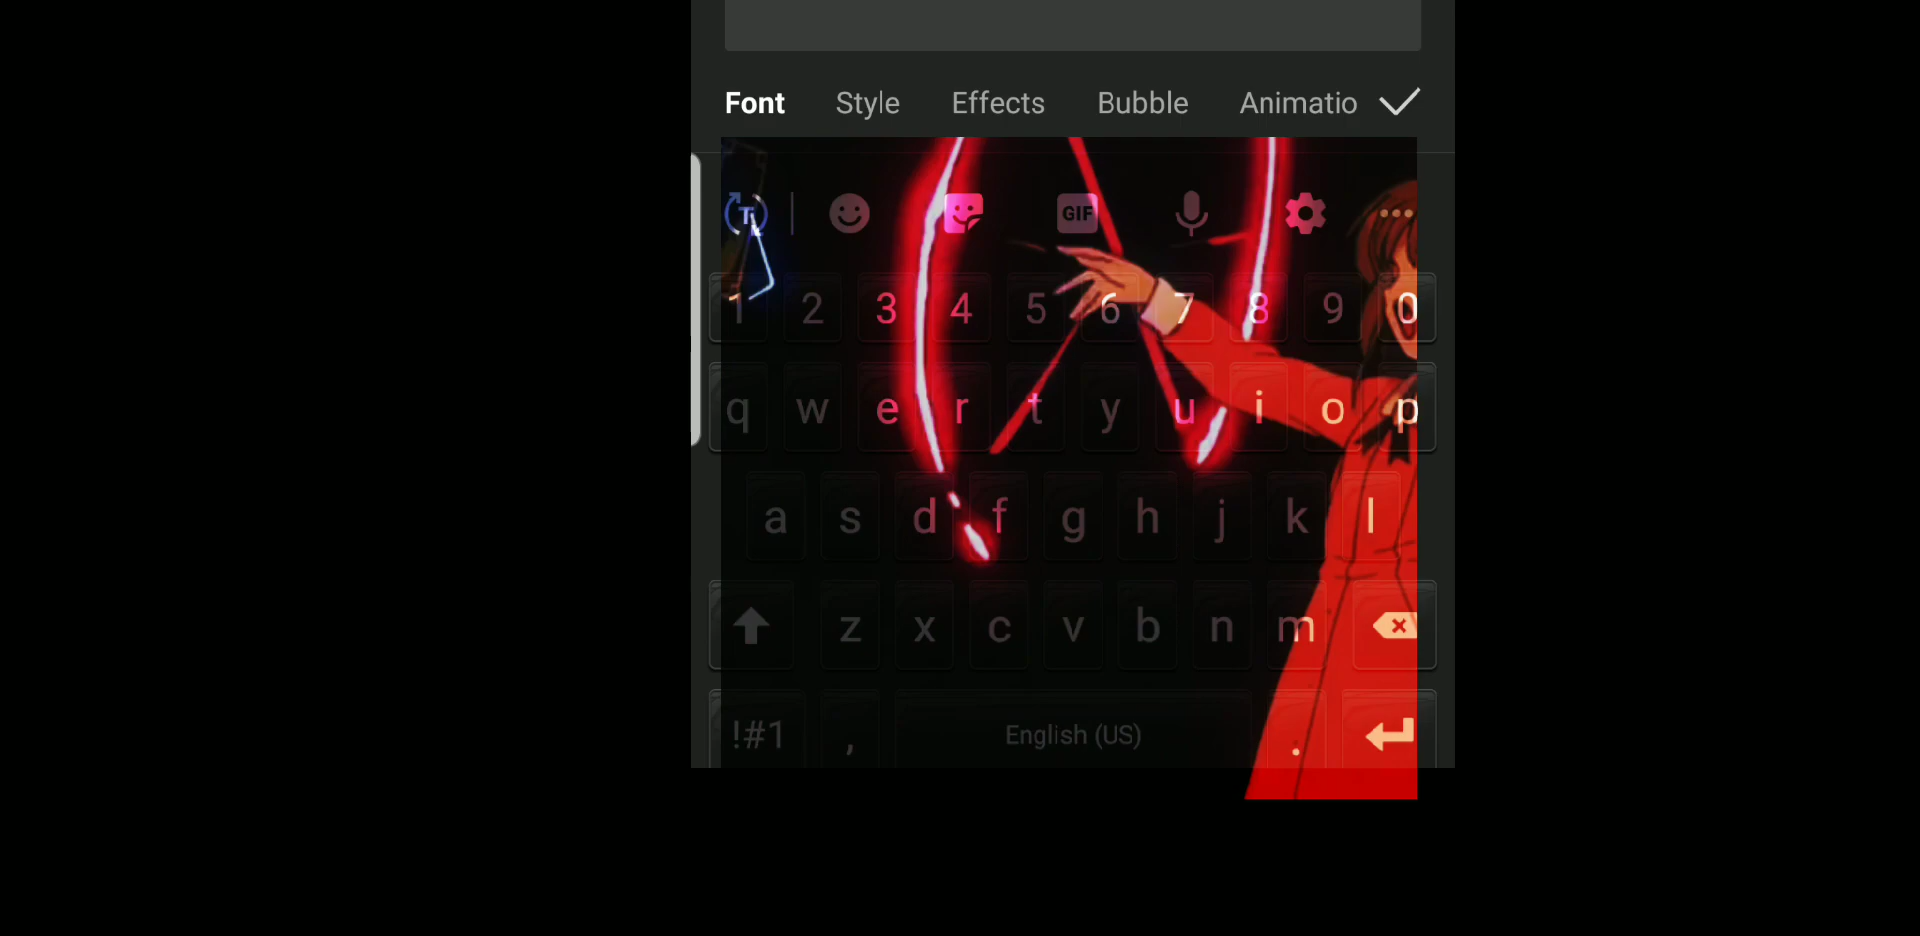 Font Style Effects Bubble Animatio
T GIF
1 2 3 4 5 6 7 8 9 0
q w e r t y u i o p
a s d f g h j k l
z x c v b n m
!#1 , English (US) .